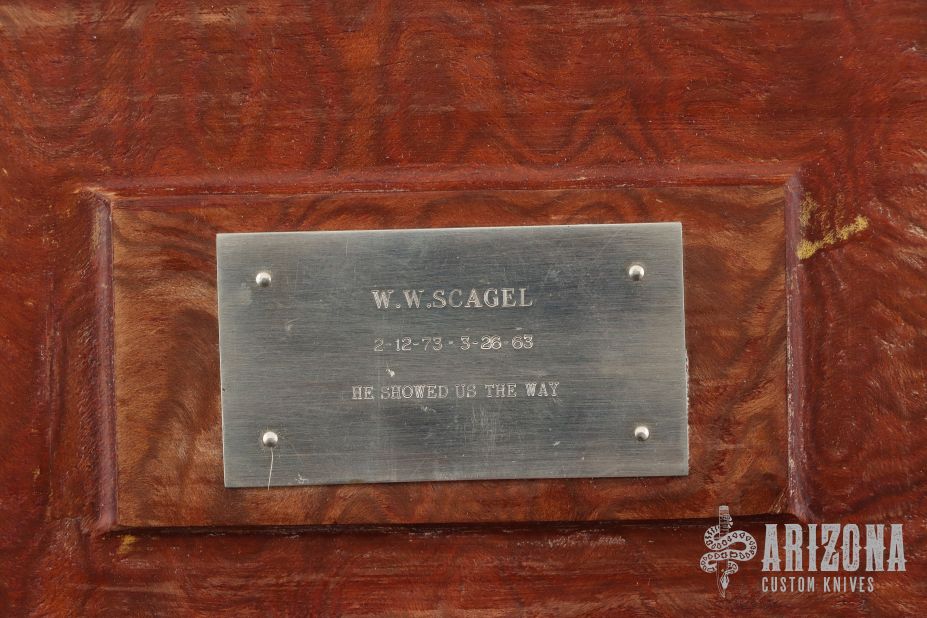 W.W.SCAGEL
2-12-73 - 3-26-63
HE SHOWED US THE WAY
ARIZONA
CUSTOM KNIVES